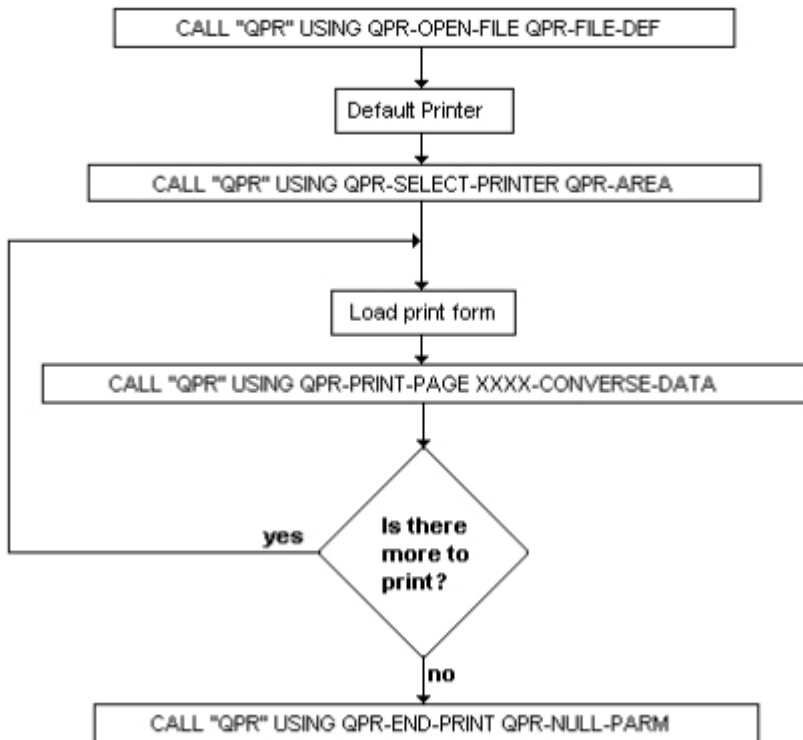 CALL "QPR" USING QPR-OPEN-FILE QPR-FILE-DEF
Default Printer
CALL "QPR" USING QPR-SELECT-PRINTER QPR-AREA
Load print form
CALL "QPR" USING QPR-PRINT-PAGE XXXX-CONVERSE-DATA
Is there
more to
print?
yes
no
CALL "QPR" USING QPR-END-PRINT QPR-NULL-PARM